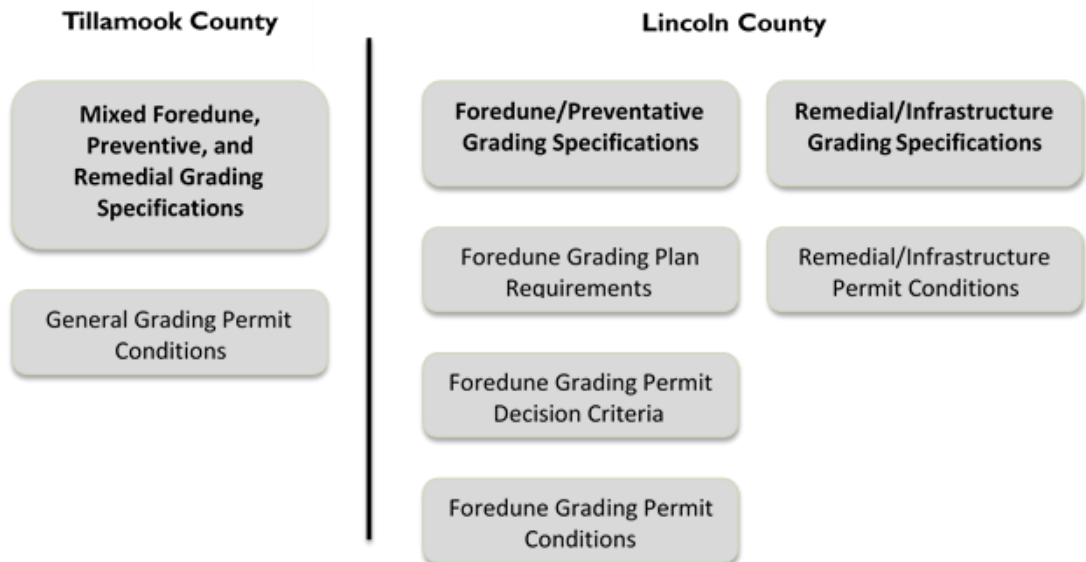 Tillamook County
Mixed Foredune,
Preventive, and
Remedial Grading
Specifications
General Grading Permit
Conditions
Lincoln County
Foredune/Preventative
Grading Specifications
Foredune Grading Plan
Requirements
Foredune Grading Permit
Decision Criteria
Foredune Grading Permit
Conditions
Remedial/Infrastructure
Grading Specifications
Remedial/Infrastructure
Permit Conditions